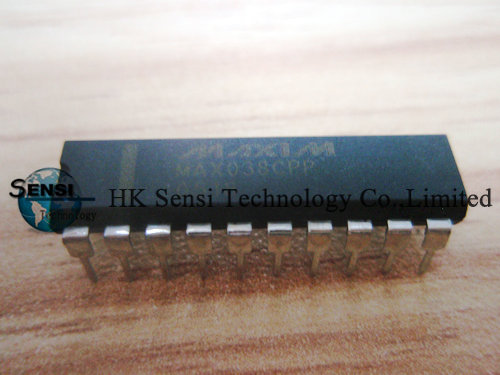 MAXIM
MAX038CPP
SENSI
Technology
HK Sensi Technology Co.,Limited